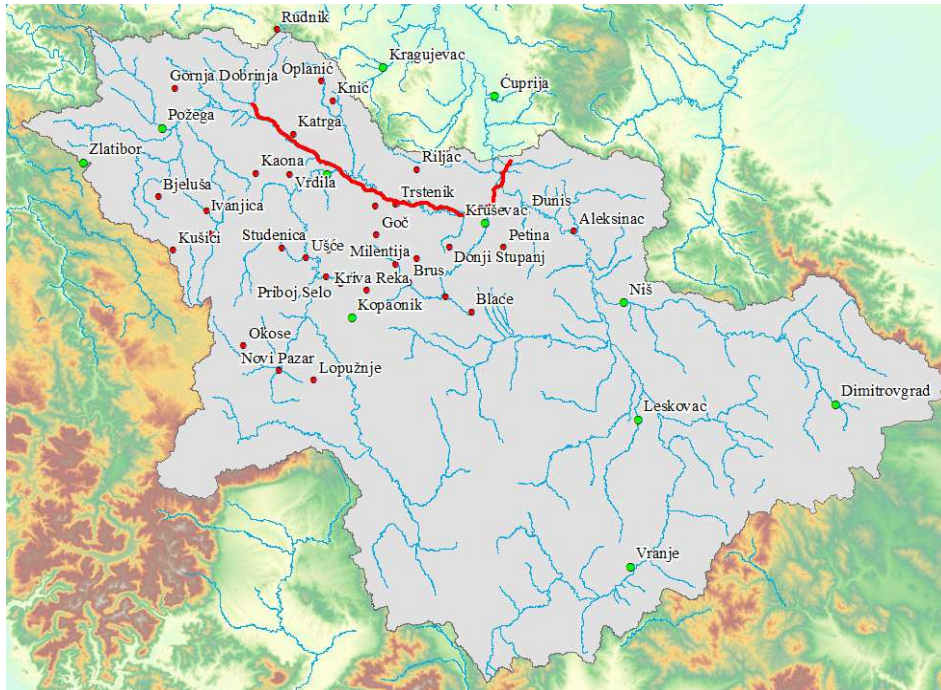 Rudnik
Kragujevac
Oplanić
Gornja Dobrinja
Ćuprija
Knić
Požega
Katrga
Zlatibor
Kaona
Riljac
Vrdila
Bjeluša
Trstenik
Đunis
Ivanjica
Kruševac
Aleksinac
Goč
Studenica
Petina
Kušići
Ušće
Milentija
Donji Stupanj
Brus
Kriva Reka
Priboj Selo
Niš
Kopaonik
Blace
Okose
Novi Pazar
Lopužnje
Dimitrovgrad
Leskovac
Vranje